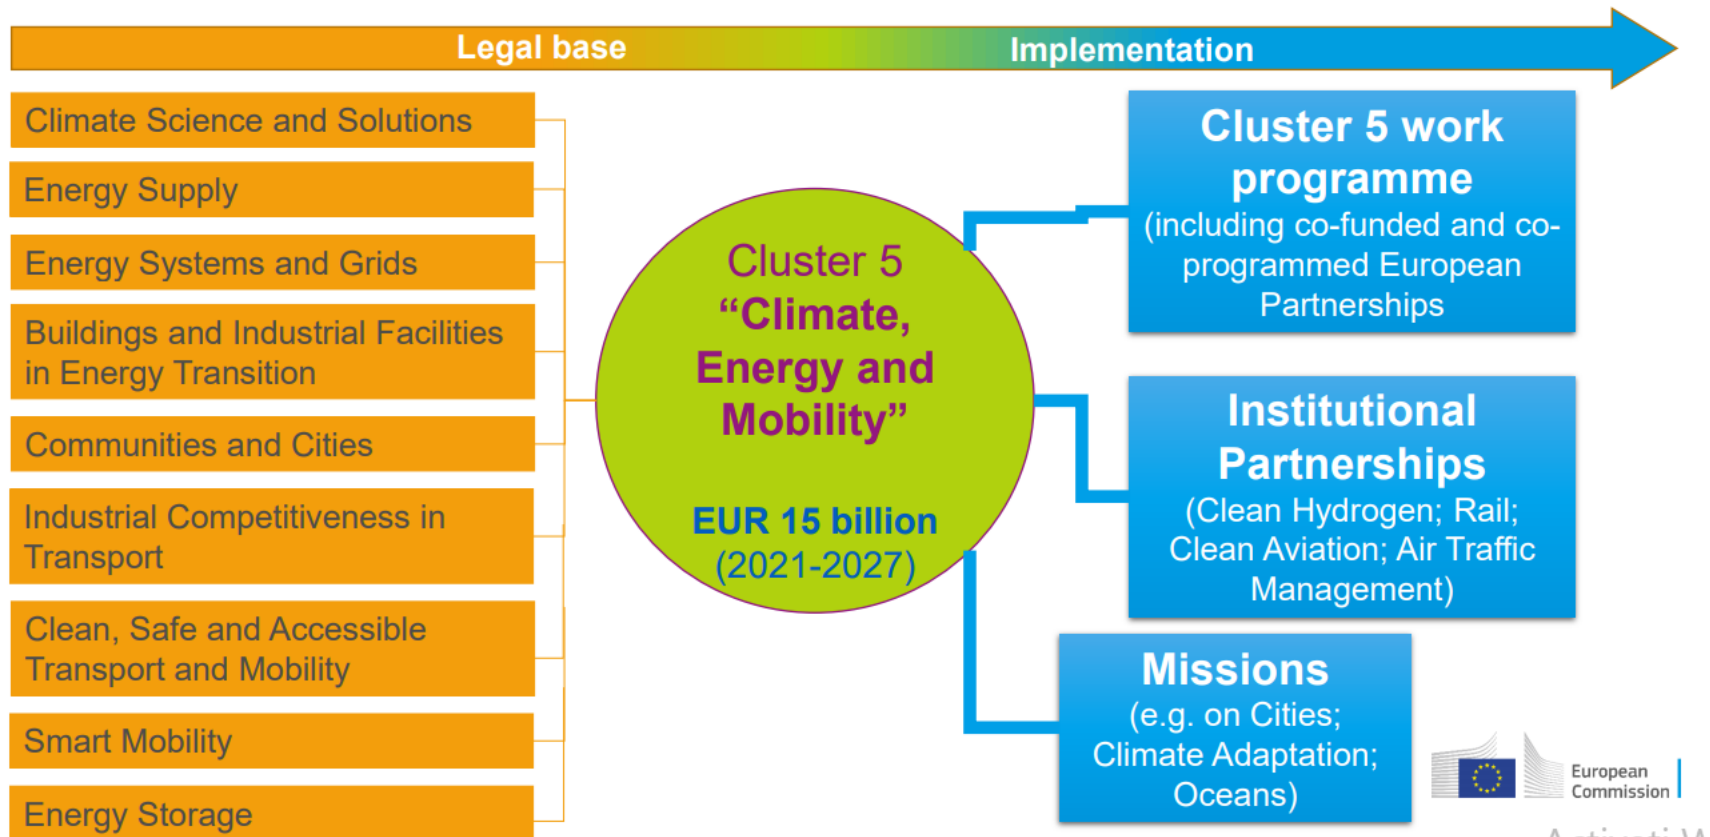 Legal base
Implementation
Climate Science and Solutions
Energy Supply
Energy Systems and Grids
Buildings and Industrial Facilities
in Energy Transition
Communities and Cities
Industrial Competitiveness in
Transport
Clean, Safe and Accessible
Transport and Mobility
Smart Mobility
Energy Storage
Cluster 5
“Climate,
Energy and
Mobility”
EUR 15 billion
(2021-2027)
Cluster 5 work
programme
(including co-funded and co-
programmed European
Partnerships
Institutional
Partnerships
(Clean Hydrogen; Rail;
Clean Aviation; Air Traffic
Management)
Missions
(e.g. on Cities;
Climate Adaptation;
Oceans)
European
Commission